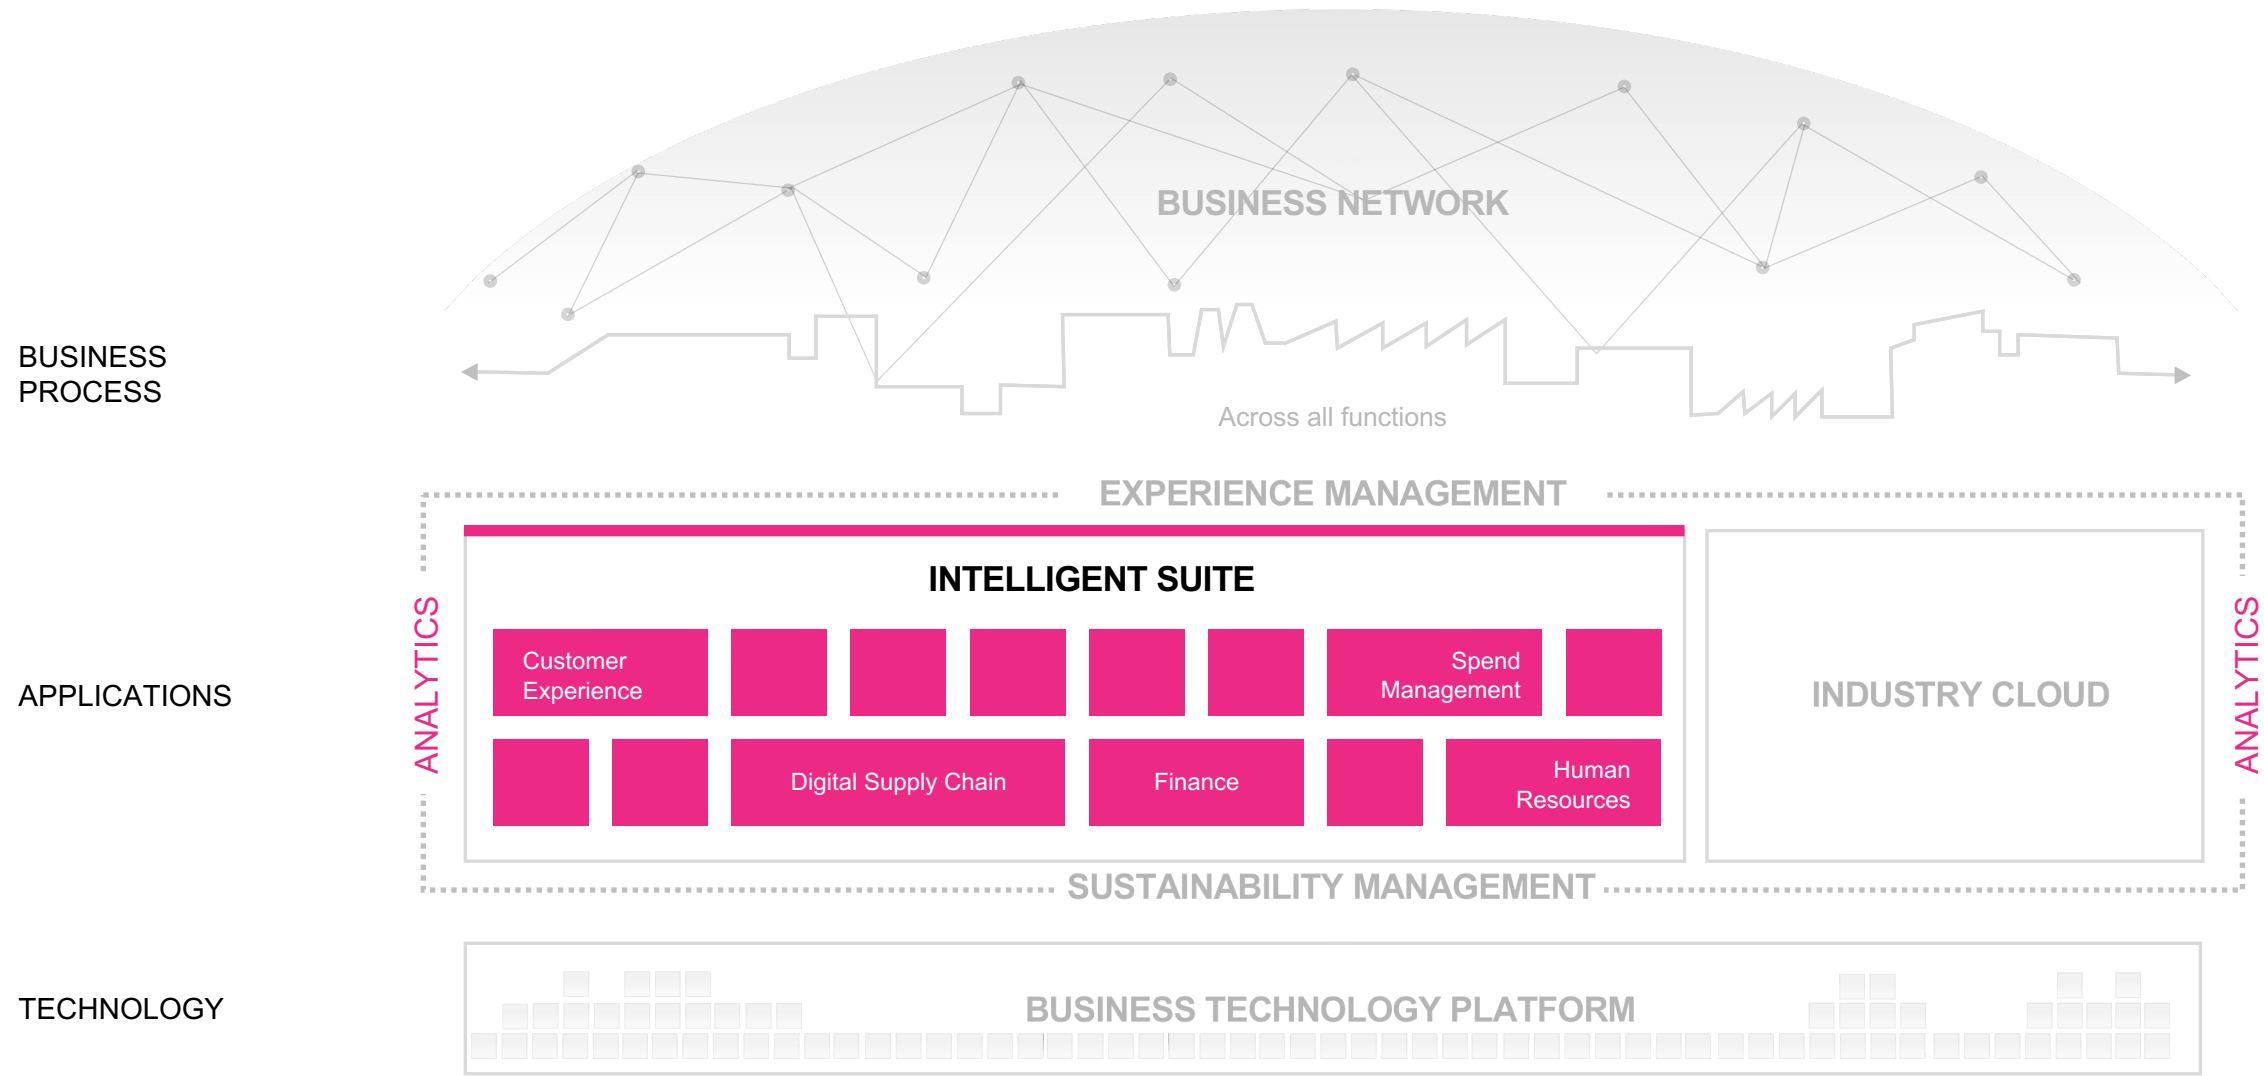 BUSINESS NETWORK
BUSINESS
PROCESS
Across all functions
EXPERIENCE MANAGEMENT
INTELLIGENT SUITE
ANALYTICS
Customer
Experience
Spend
Management
APPLICATIONS
INDUSTRY CLOUD
ANALYTICS
Digital Supply Chain
Finance
Human
Resources
SUSTAINABILITY MANAGEMENT
TECHNOLOGY
BUSINESS TECHNOLOGY PLATFORM